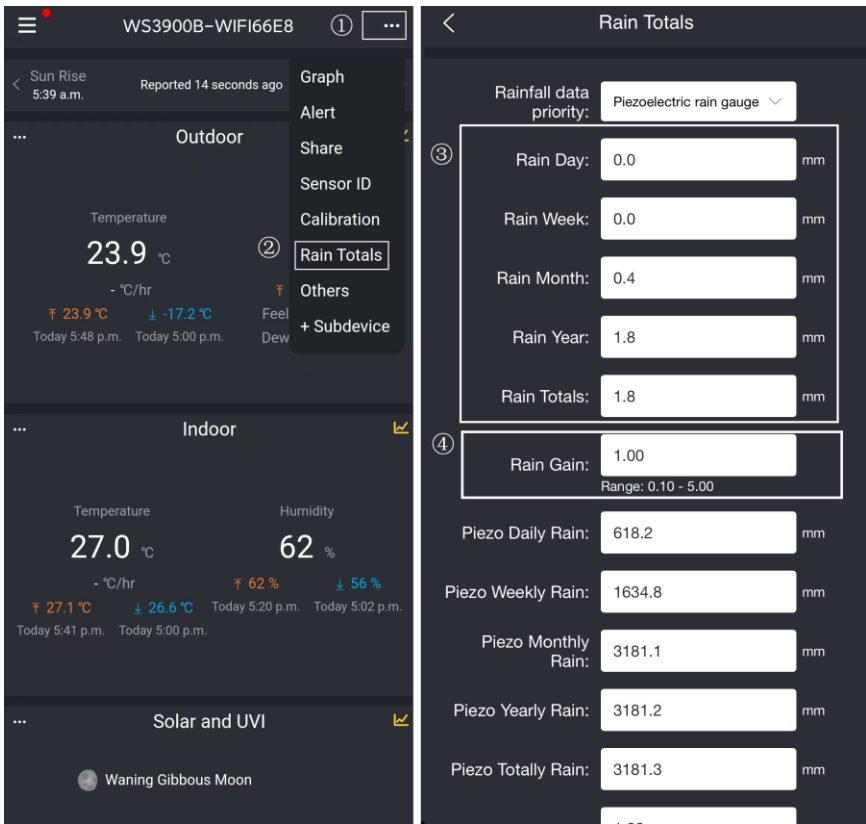 WS3900B-WIFI66E8
①
...
Sun Rise
5:39 a.m.
Reported 14 seconds ago
Graph
Alert
Share
Sensor ID
Calibration
②
Rain Totals
Others
+ Subdevice
Outdoor
Temperature
23.9 ℃
- ℃/hr
23.9 ℃ -17.2 ℃
Today 5:48 p.m. Today 5:00 p.m.
Feel
Dew
Indoor
Temperature Humidity
27.0 ℃ 62 %
- ℃/hr
62 % 56 %
27.1 ℃ 26.6 ℃ Today 5:20 p.m. Today 5:02 p.m.
Today 5:41 p.m. Today 5:00 p.m.
Solar and UVI
Waning Gibbous Moon
Rain Totals
Rainfall data
priority:
Piezoelectric rain gauge
③
Rain Day: 0.0 mm
Rain Week: 0.0 mm
Rain Month: 0.4 mm
Rain Year: 1.8 mm
Rain Totals: 1.8 mm
④
Rain Gain: 1.00
Range: 0.10 - 5.00
Piezo Daily Rain: 618.2 mm
Piezo Weekly Rain: 1634.8 mm
Piezo Monthly
Rain: 3181.1 mm
Piezo Yearly Rain: 3181.2 mm
Piezo Totally Rain: 3181.3 mm